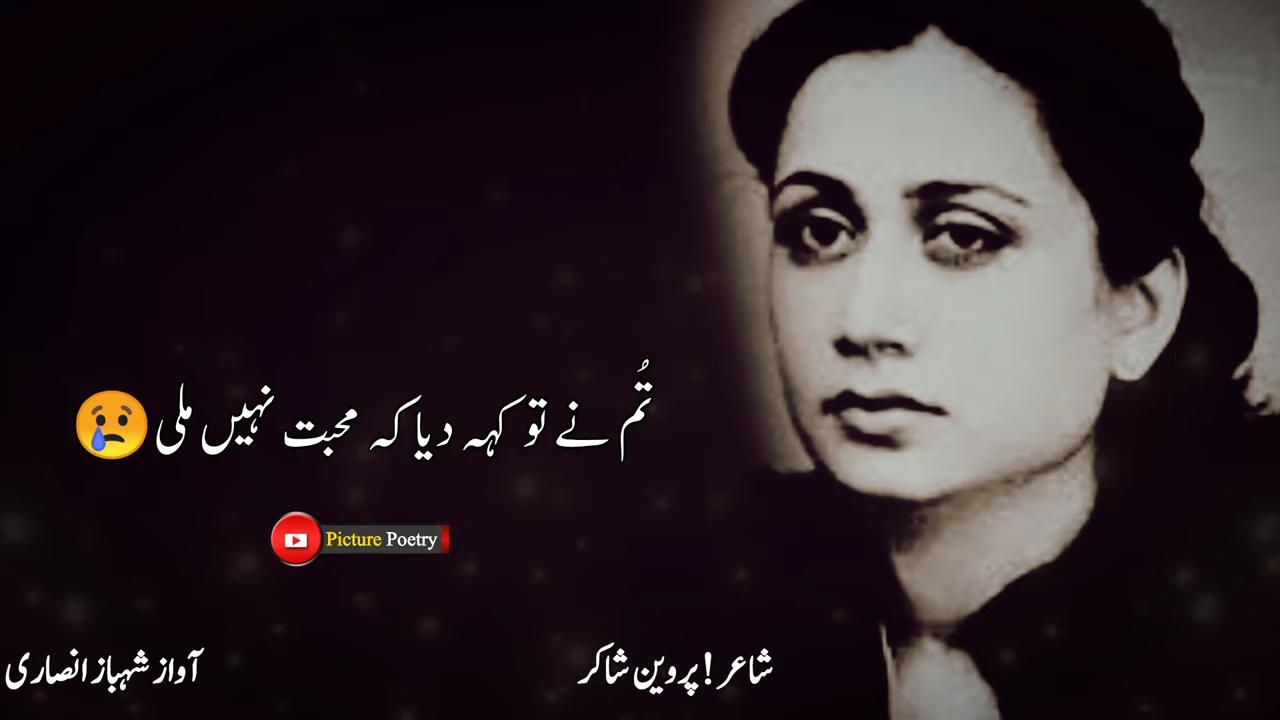 تُم نے تو کہہ دیا کہ محبت نہیں ملی 😢
Picture Poetry
شاعر ! پروین شاکر
آواز شہباز انصاری